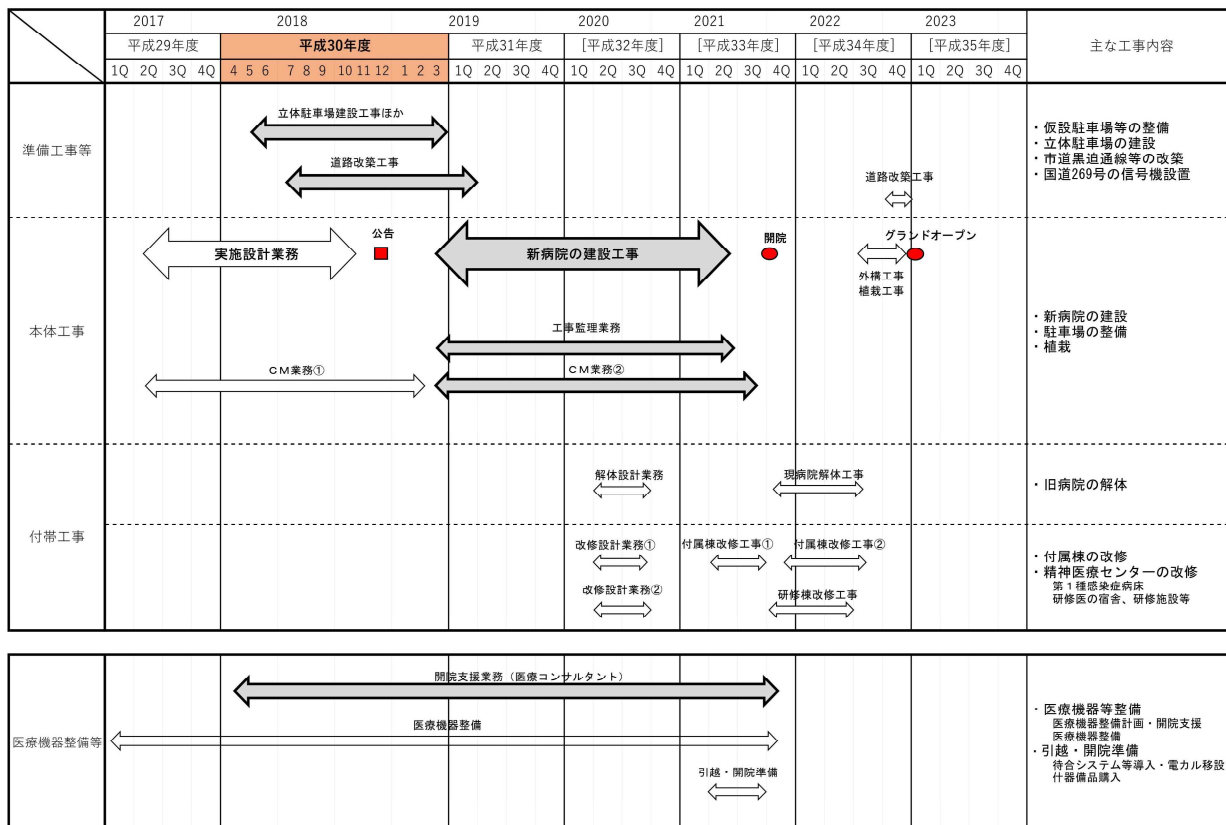 2017 2018 2019 2020 2021 2022 2023
平成29年度 平成30年度 平成31年度 [平成32年度] [平成33年度] [平成34年度] [平成35年度] 主な工事内容
1Q 2Q 3Q 4Q 4 5 6 7 8 9 10 11 12 1 2 3 1Q 2Q 3Q 4Q 1Q 2Q 3Q 4Q 1Q 2Q 3Q 4Q 1Q 2Q 3Q 4Q 1Q 2Q 3Q 4Q
準備工事等
立体駐車場建設工事ほか
道路改築工事
道路改築工事
・仮設駐車場等の整備
・立体駐車場の建設
・市道黒迫通線等の改築
・国道269号の信号機設置
本体工事
実施設計業務
公告
新病院の建設工事
開院
グランドオープン
外構工事
植栽工事
工事監理業務
CM業務①
CM業務②
・新病院の建設
・駐車場の整備
・植栽
付帯工事
解体設計業務
現病院解体工事
・旧病院の解体
改修設計業務①
付属棟改修工事①
付属棟改修工事②
改修設計業務②
研修棟改修工事
・付属棟の改修
・精神医療センターの改修
第1種感染症病床
研修医の宿舎、研修施設等
医療機器整備等
開院支援業務（医療コンサルタント）
医療機器整備
引越・開院準備
・医療機器等整備
医療機器整備計画・開院支援
医療機器整備
・引越・開院準備
待合システム等導入・電カル移設
什器備品購入